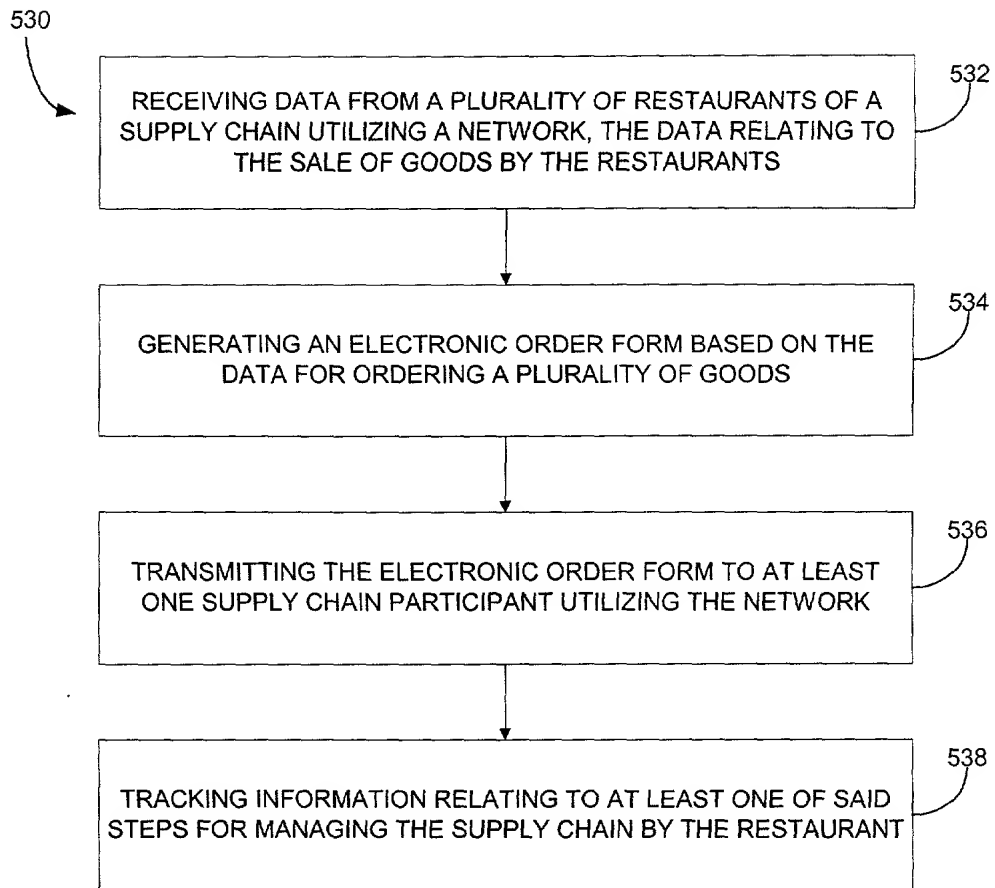 530
532
RECEIVING DATA FROM A PLURALITY OF RESTAURANTS OF A
SUPPLY CHAIN UTILIZING A NETWORK, THE DATA RELATING TO
THE SALE OF GOODS BY THE RESTAURANTS
534
GENERATING AN ELECTRONIC ORDER FORM BASED ON THE
DATA FOR ORDERING A PLURALITY OF GOODS
536
TRANSMITTING THE ELECTRONIC ORDER FORM TO AT LEAST
ONE SUPPLY CHAIN PARTICIPANT UTILIZING THE NETWORK
538
TRACKING INFORMATION RELATING TO AT LEAST ONE OF SAID
STEPS FOR MANAGING THE SUPPLY CHAIN BY THE RESTAURANT